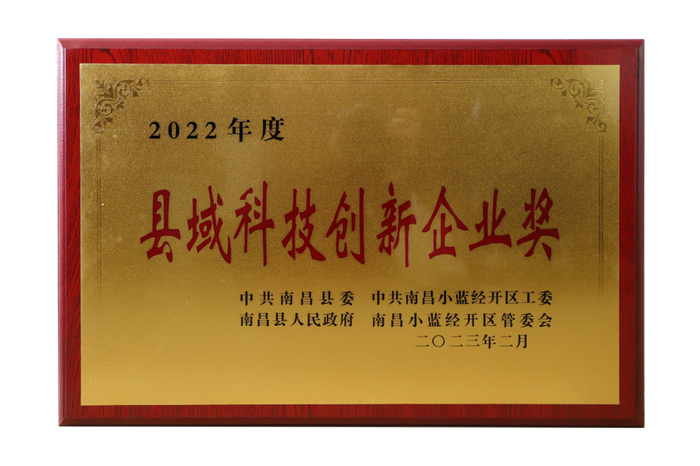 2022年度
县域科技创新企业奖
中共南昌县委 中共南昌小蓝经开区工委
南昌县人民政府 南昌小蓝经开区管委会
二〇二三年二月